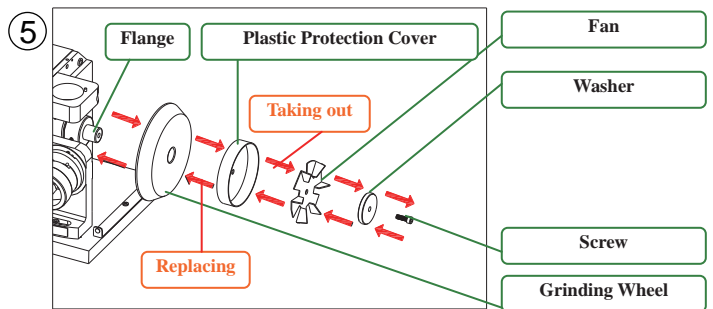 5
Flange
Plastic Protection Cover
Fan
Washer
Taking out
Replacing
Screw
Grinding Wheel